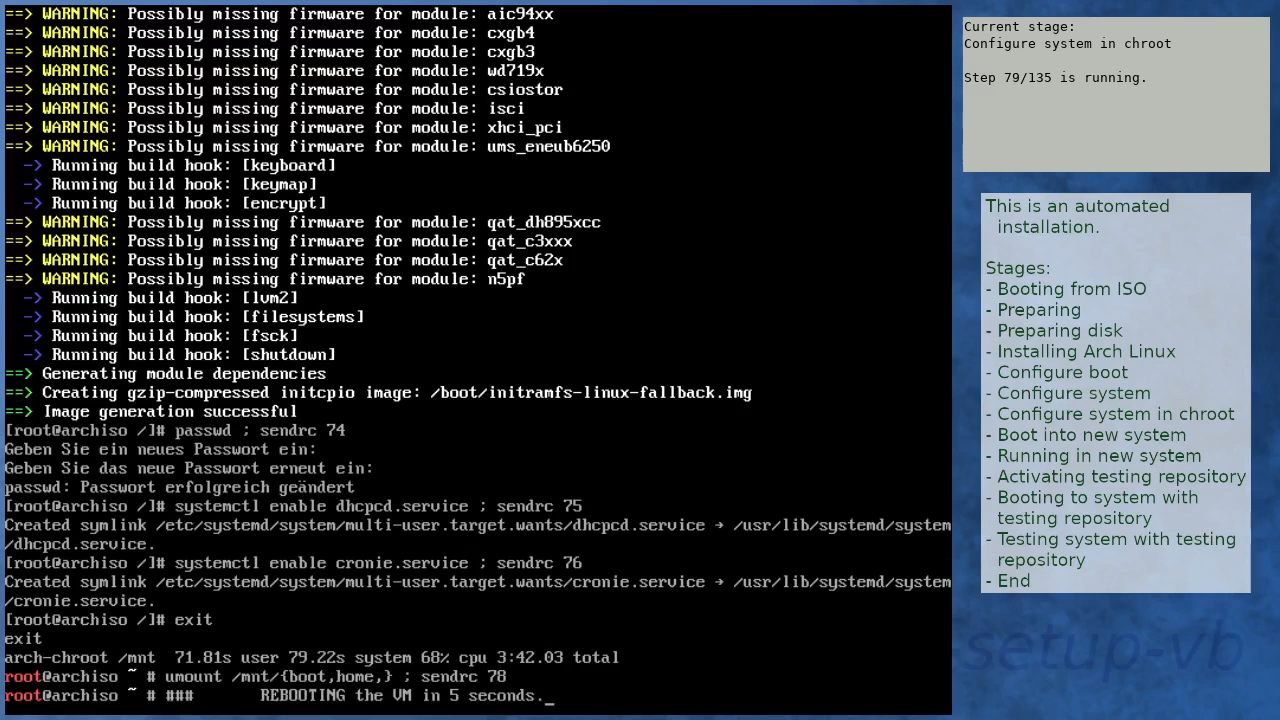 ==> WARNING: Possibly missing firmware for module: aic94xx
==> WARNING: Possibly missing firmware for module: cxgb4
==> WARNING: Possibly missing firmware for module: cxgb3
==> WARNING: Possibly missing firmware for module: wd719x
==> WARNING: Possibly missing firmware for module: csiostor
==> WARNING: Possibly missing firmware for module: isci
==> WARNING: Possibly missing firmware for module: xhci_pci
==> WARNING: Possibly missing firmware for module: ums_eneub6250
  -> Running build hook: [keyboard]
  -> Running build hook: [keymap]
  -> Running build hook: [encrypt]
==> WARNING: Possibly missing firmware for module: qat_dh895xcc
==> WARNING: Possibly missing firmware for module: qat_c3xxx
==> WARNING: Possibly missing firmware for module: qat_c62x
==> WARNING: Possibly missing firmware for module: n5pf
  -> Running build hook: [lvm2]
  -> Running build hook: [filesystems]
  -> Running build hook: [fsck]
  -> Running build hook: [shutdown]
==> Generating module dependencies
==> Creating gzip-compressed initcpio image: /boot/initramfs-linux-fallback.img
==> Image generation successful
[root@archiso /]# passwd ; sendrc 74
Geben Sie ein neues Passwort ein:
Geben Sie das neue Passwort erneut ein:
passwd: Passwort erfolgreich geändert
[root@archiso /]# systemctl enable dhcpcd.service ; sendrc 75
Created symlink /etc/systemd/system/multi-user.target.wants/dhcpcd.service → /usr/lib/systemd/system
/dhcpcd.service.
[root@archiso /]# systemctl enable cronie.service ; sendrc 76
Created symlink /etc/systemd/system/multi-user.target.wants/cronie.service → /usr/lib/systemd/system
/cronie.service.
[root@archiso /]# exit
exit
arch-chroot /mnt  71.81s user 79.22s system 68% cpu 3:42.03 total
root@archiso ~ # umount /mnt/{boot,home,} ; sendrc 78
root@archiso ~ # ###       REBOOTING the VM in 5 seconds._
Current stage:
Configure system in chroot
Step 79/135 is running.
This is an automated
installation.
Stages:
- Booting from ISO
- Preparing
- Preparing disk
- Installing Arch Linux
- Configure boot
- Configure system
- Configure system in chroot
- Boot into new system
- Running in new system
- Activating testing repository
- Booting to system with
testing repository
- Testing system with testing
repository
- End
setup-vb